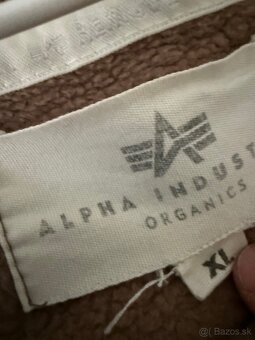 ALPHA INDUST
ORGANICS
XL
Bazos.sk